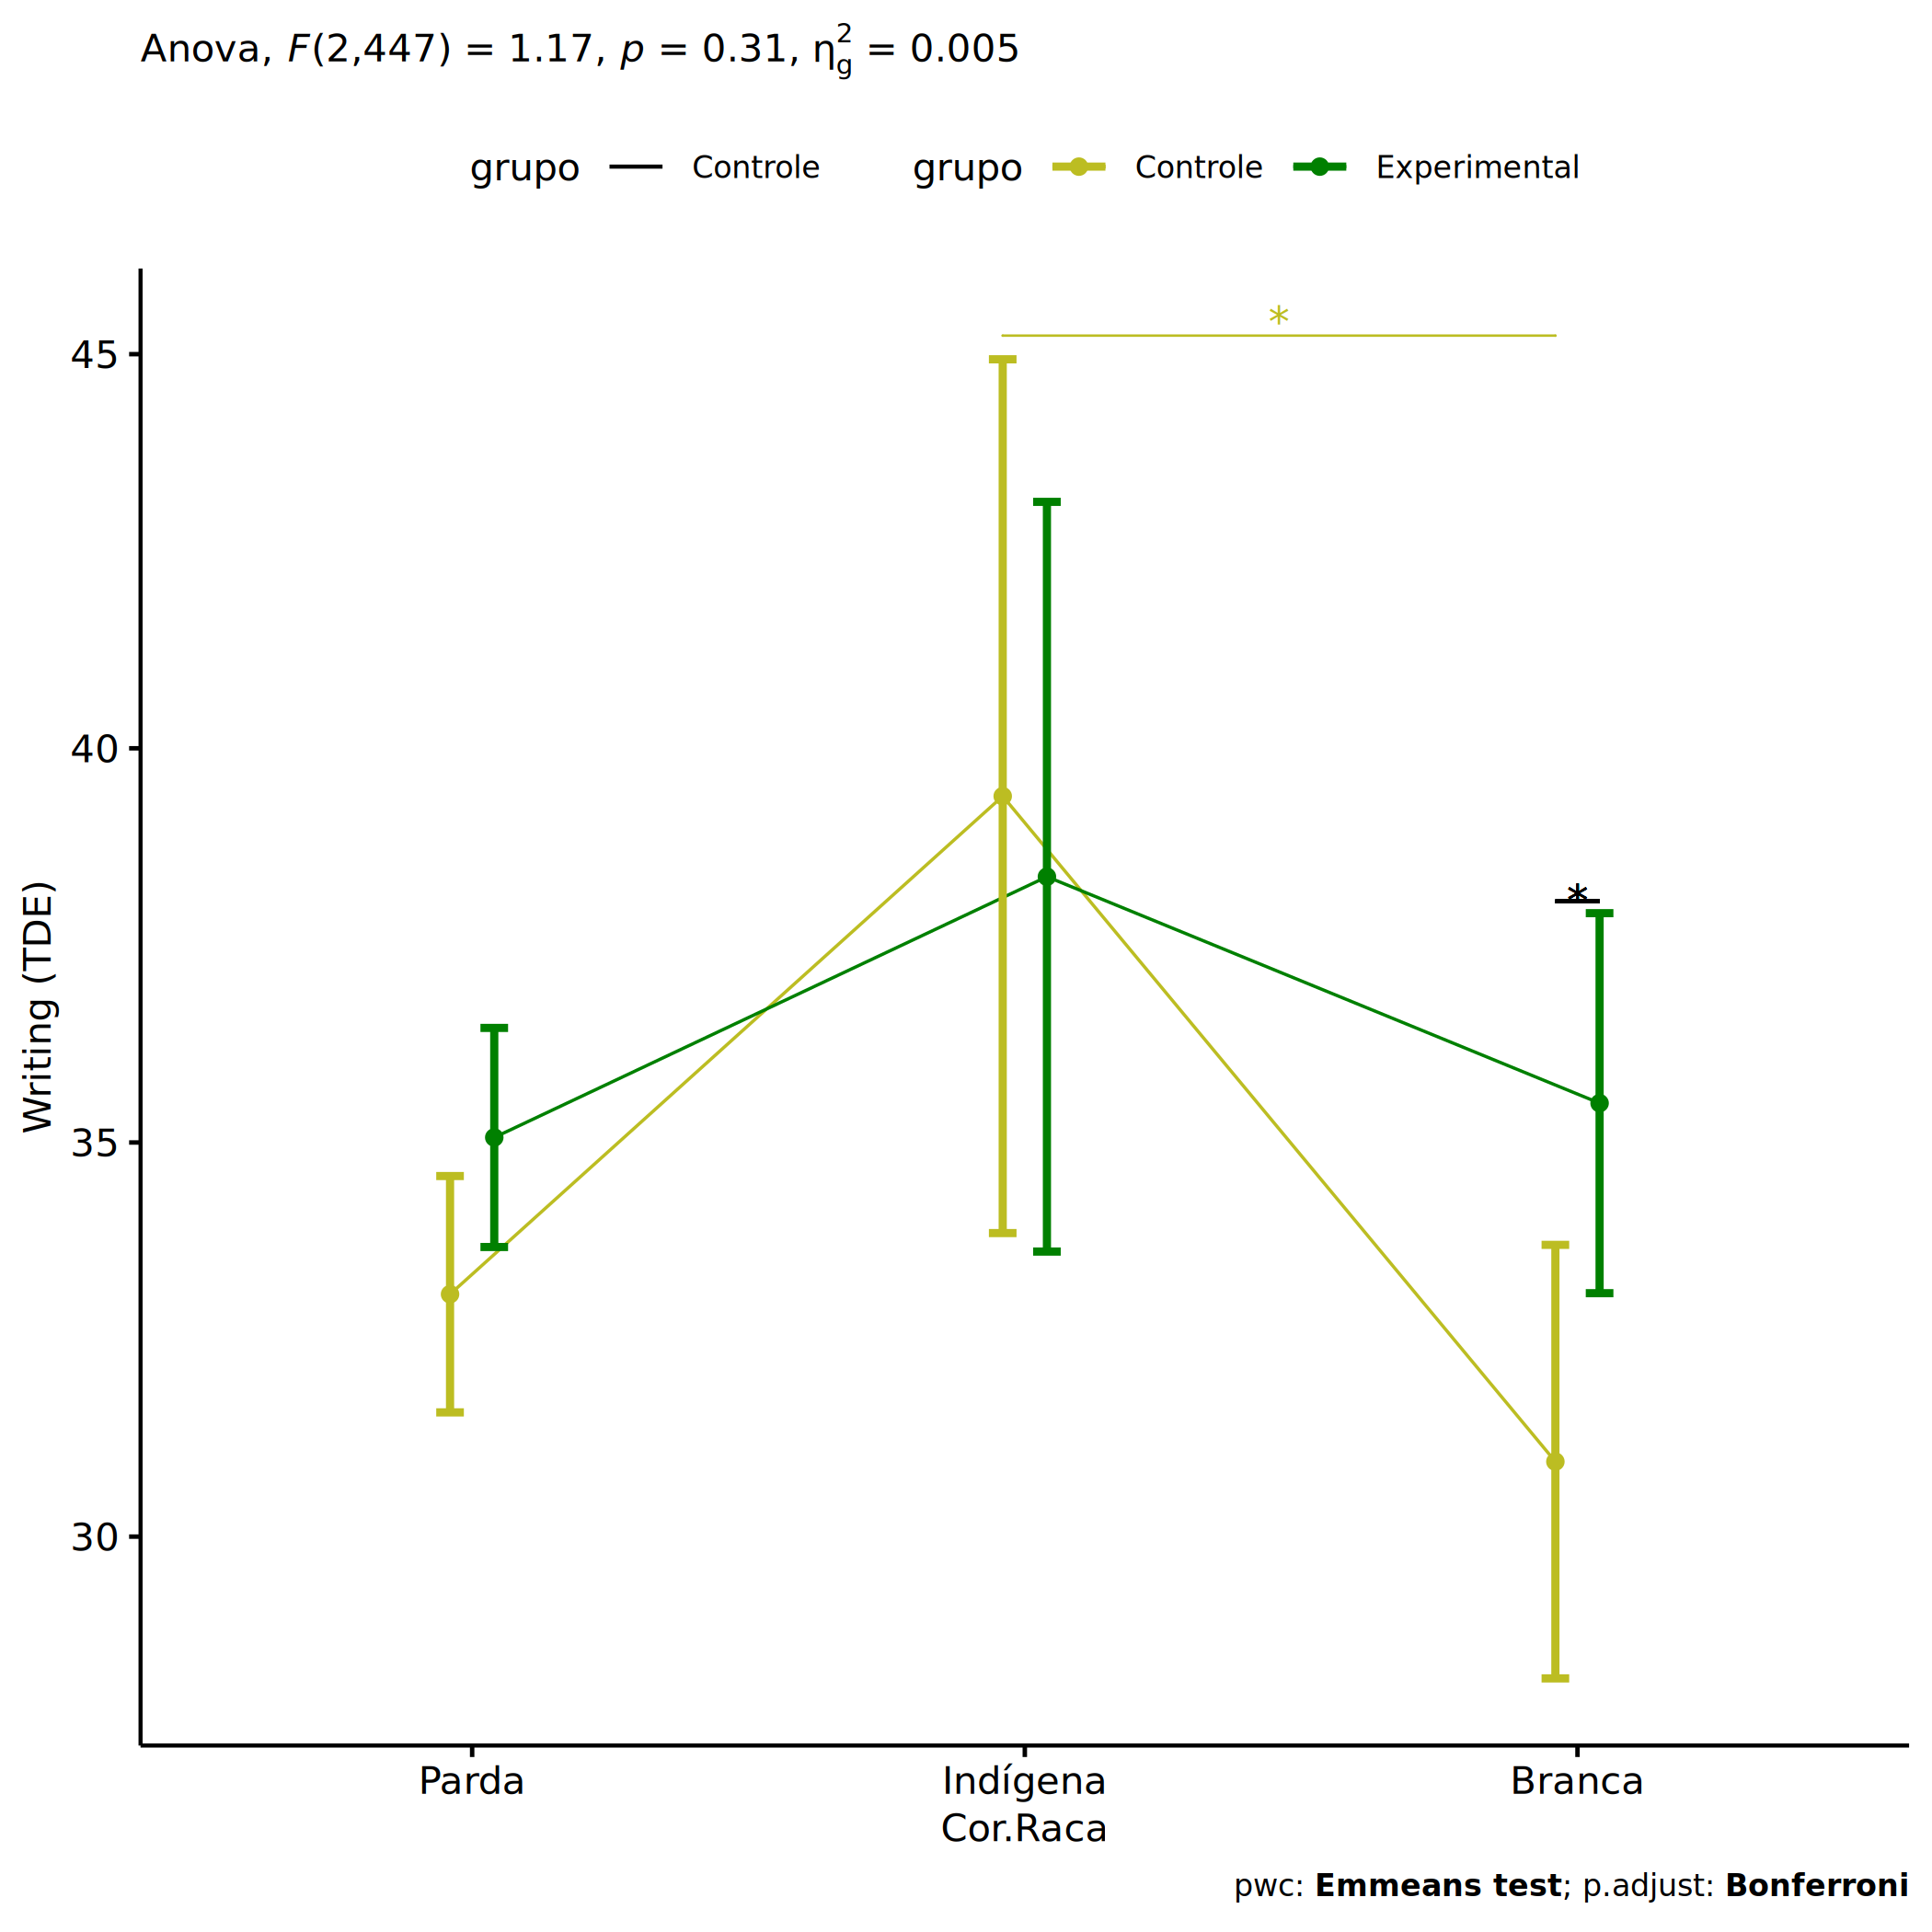 Anova, F(2,447) = 1.17, p = 0.31, η²g = 0.005
grupo Controle grupo Controle Experimental
*
45
40
*
35
30
Writing (TDE)
Parda Indígena Branca
Cor.Raca
pwc: Emmeans test; p.adjust: Bonferroni